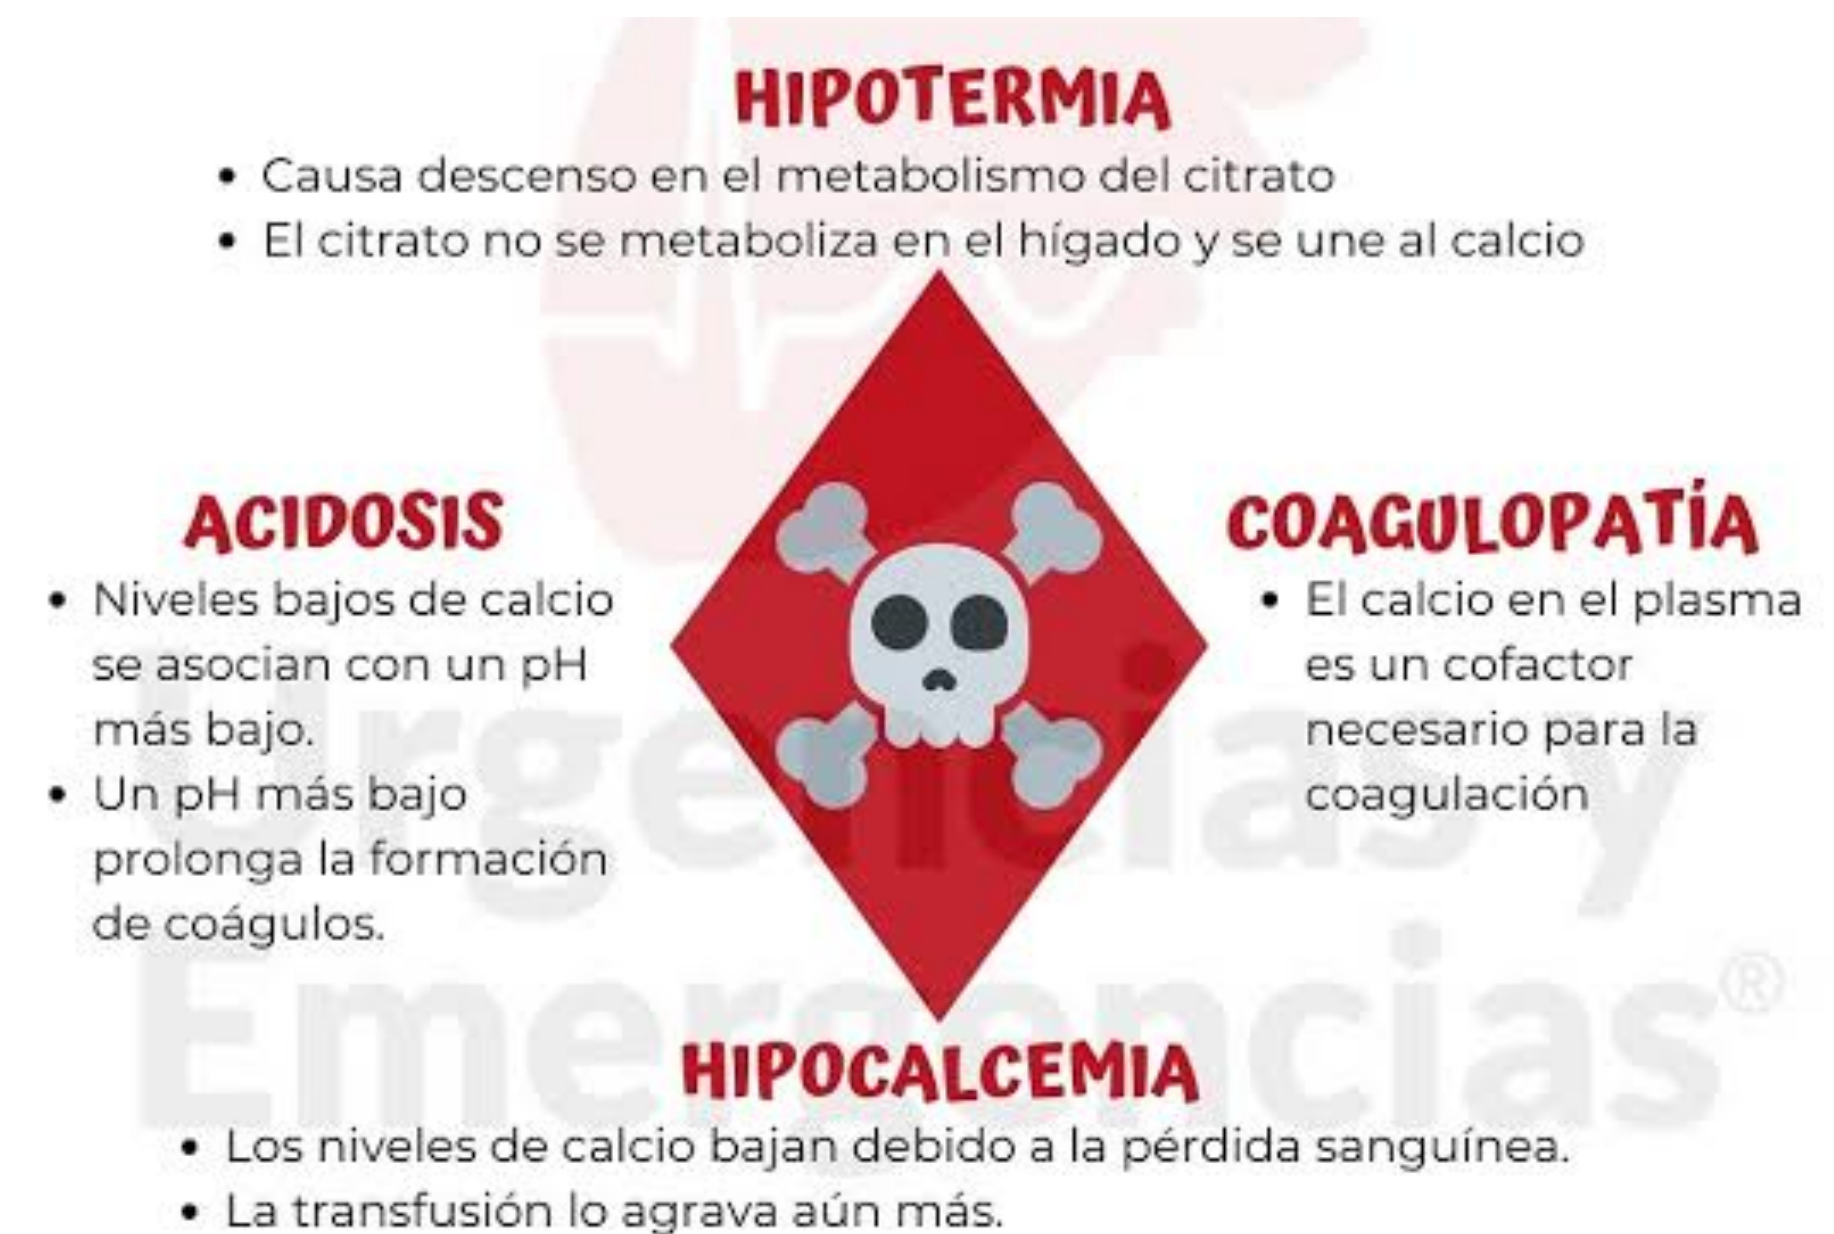 HIPOTERMIA
• Causa descenso en el metabolismo del citrato
• El citrato no se metaboliza en el hígado y se une al calcio
ACIDOSIS
• Niveles bajos de calcio
se asocian con un pH
más bajo.
• Un pH más bajo
prolonga la formación
de coágulos.
COAGULOPATÍA
• El calcio en el plasma
es un cofactor
necesario para la
coagulación
HIPOCALCEMIA
• Los niveles de calcio bajan debido a la pérdida sanguínea.
• La transfusión lo agrava aún más.
Urgencias y
Emergencias®